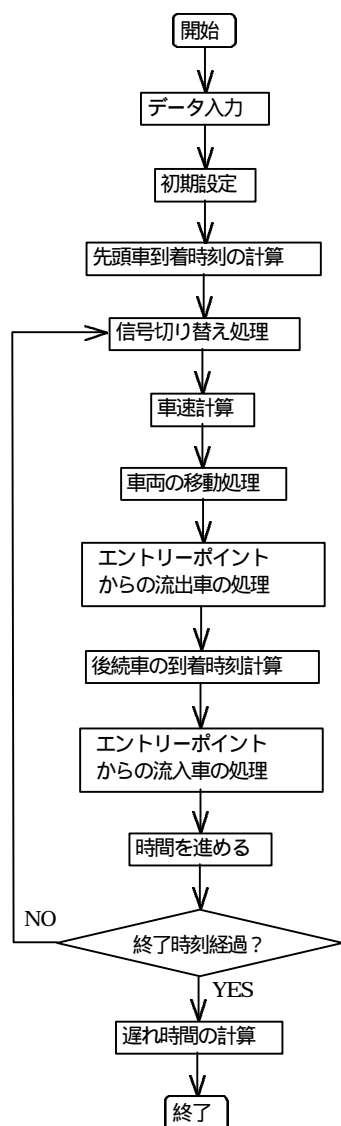 開始
データ入力
初期設定
先頭車到着時刻の計算
信号切り替え処理
車速計算
車両の移動処理
エントリーポイント
からの流出車の処理
後続車の到着時刻計算
エントリーポイント
からの流入車の処理
時間を進める
NO
終了時刻経過？
YES
遅れ時間の計算
終了